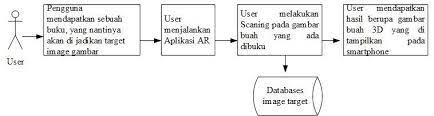 User
Pengguna
mendapatkan sebuah
buku, yang nantinya
akan di jadikan target
image gambar
User
menjalankan
Aplikasi AR
User melakukan
Scaning pada gambar
buah yang ada
dibuku
User mendapatkan
hasil berupa gambar
buah 3D yang di
tampilkan pada
smartphone
Databases
image target